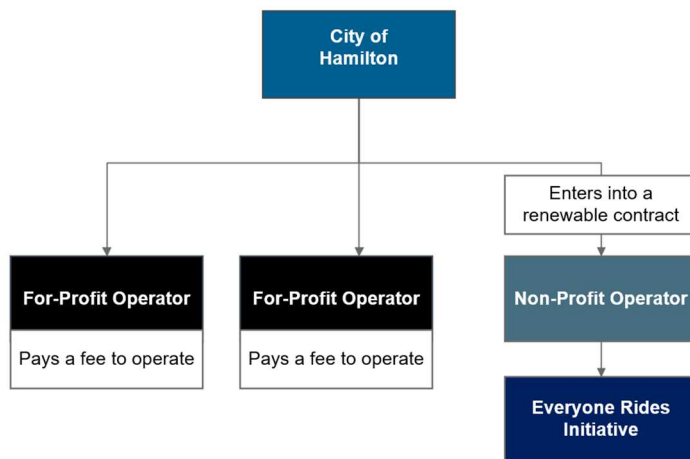 City of
Hamilton
Enters into a
renewable contract
For-Profit Operator
For-Profit Operator
Non-Profit Operator
Pays a fee to operate
Pays a fee to operate
Everyone Rides
Initiative